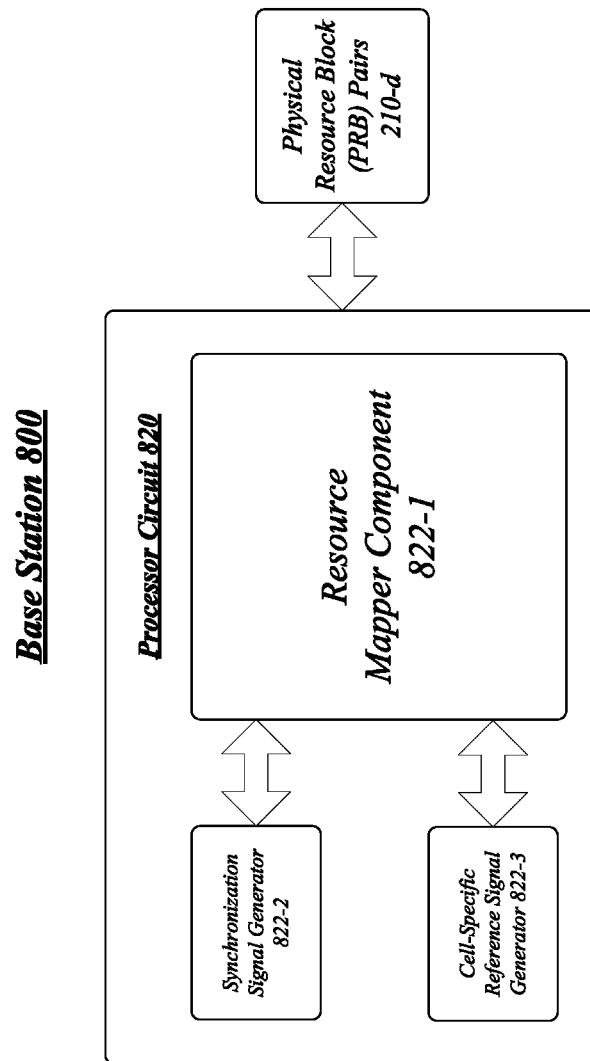 Base Station 800
Processor Circuit 820
Synchronization
Signal Generator
822-2
Cell-Specific
Reference Signal
Generator 822-3
Resource
Mapper Component
822-1
Physical
Resource Block
(PRB) Pairs
210-d